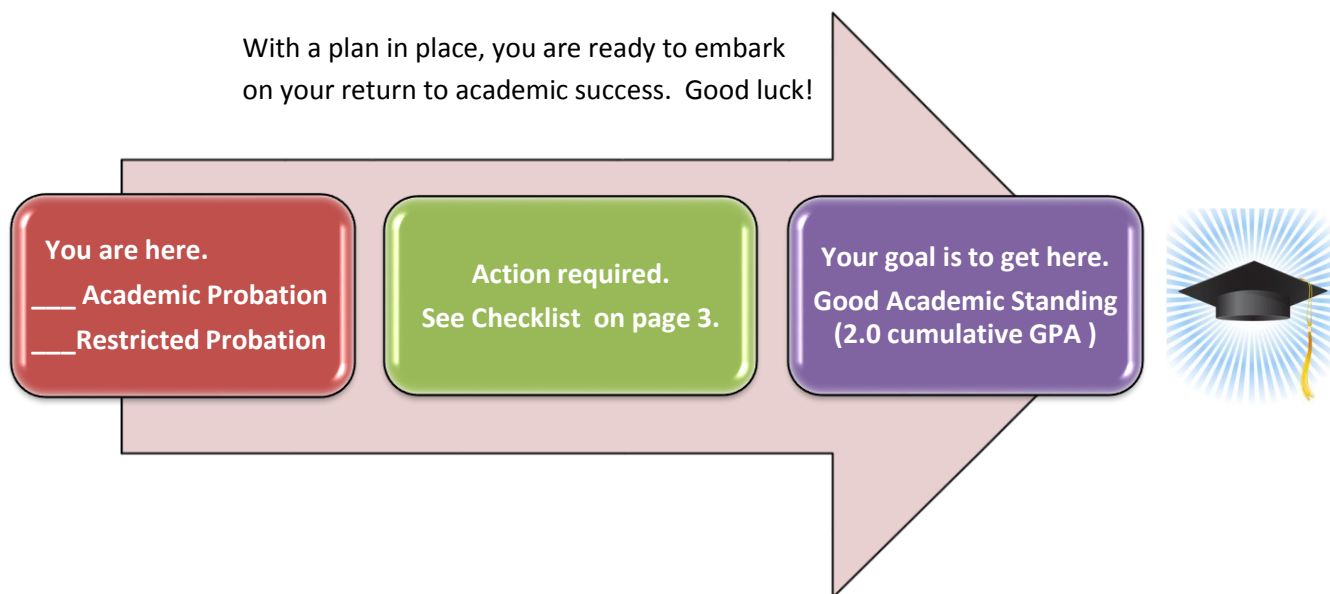 With a plan in place, you are ready to embark
on your return to academic success.  Good luck!
You are here.
___ Academic Probation
___Restricted Probation
Action required.
See Checklist  on page 3.
Your goal is to get here.
Good Academic Standing
(2.0 cumulative GPA )